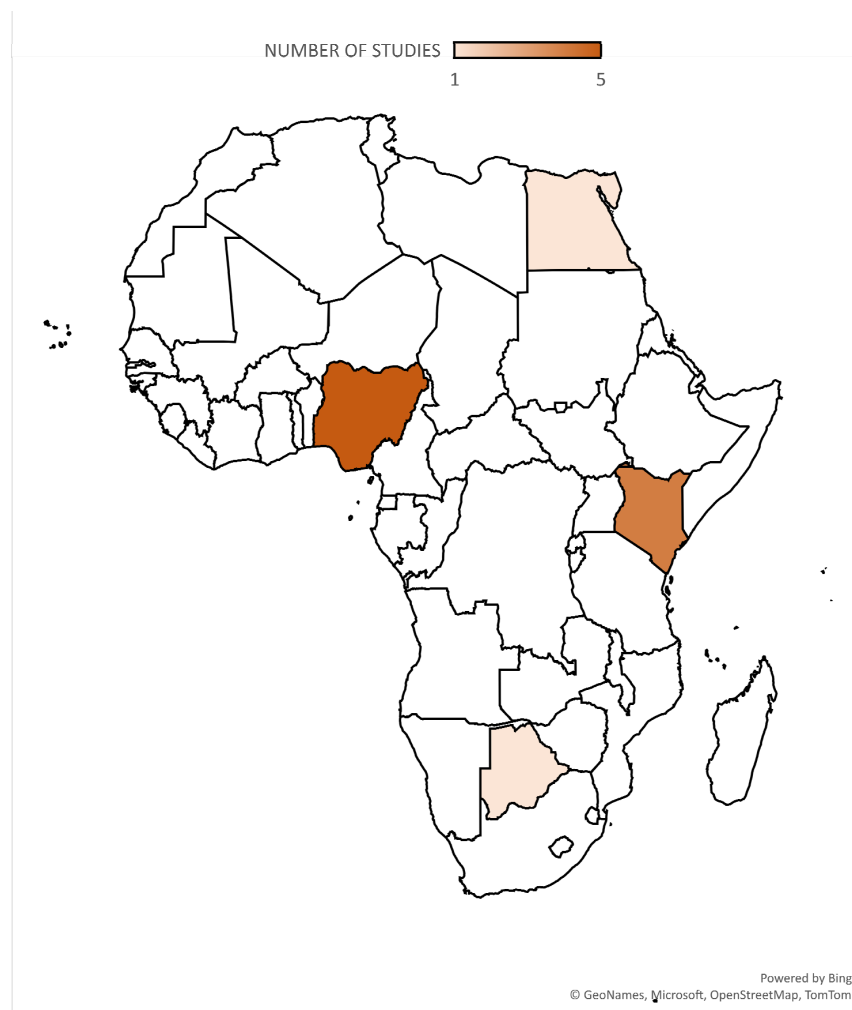 NUMBER OF STUDIES
1 5
Powered by Bing
© GeoNames, Microsoft, OpenStreetMap, TomTom